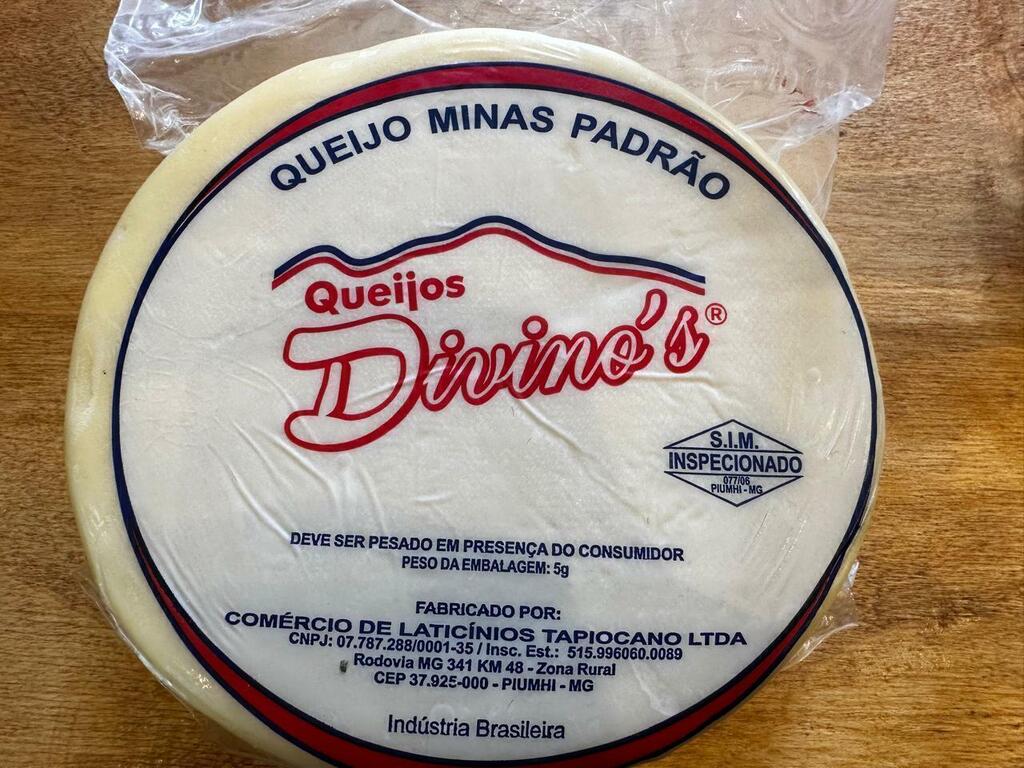 QUEIJO MINAS PADRÃO
Queijos
Divino's®
S.I.M.
INSPECIONADO
077/06
PIUMHI - MG
DEVE SER PESADO EM PRESENÇA DO CONSUMIDOR
PESO DA EMBALAGEM: 5g
FABRICADO POR:
COMÉRCIO DE LATICÍNIOS TAPIOCANO LTDA
CNPJ: 07.787.288/0001-35 / Insc. Est.: 515.996060.0089
Rodovia MG 341 KM 48 - Zona Rural
CEP 37.925-000 - PIUMHI - MG
Indústria Brasileira